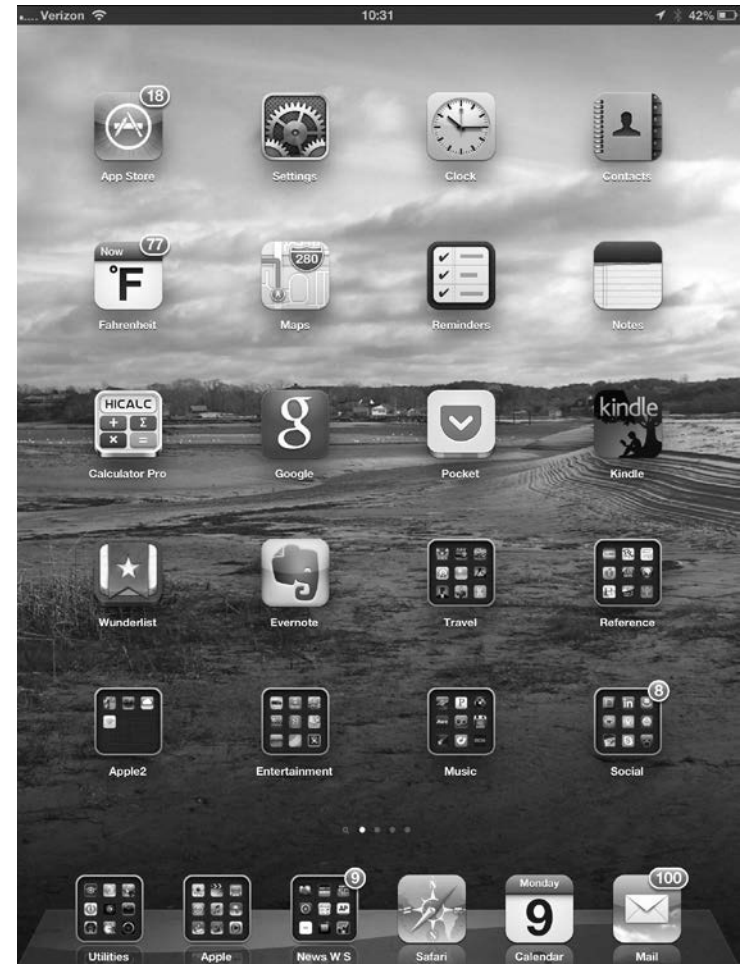 Verizon 10:31 42%
18
App Store Settings Clock Contacts
Now 77 280
°F
Fahrenheit Maps Reminders Notes
HICALC g kindle
+ Σ
× =
Calculator Pro Google Pocket Kindle
Wunderlist Evernote Travel Reference
8
Apple2 Entertainment Music Social
9 Monday 100
9
Utilities Apple News W S Safari Calendar Mail